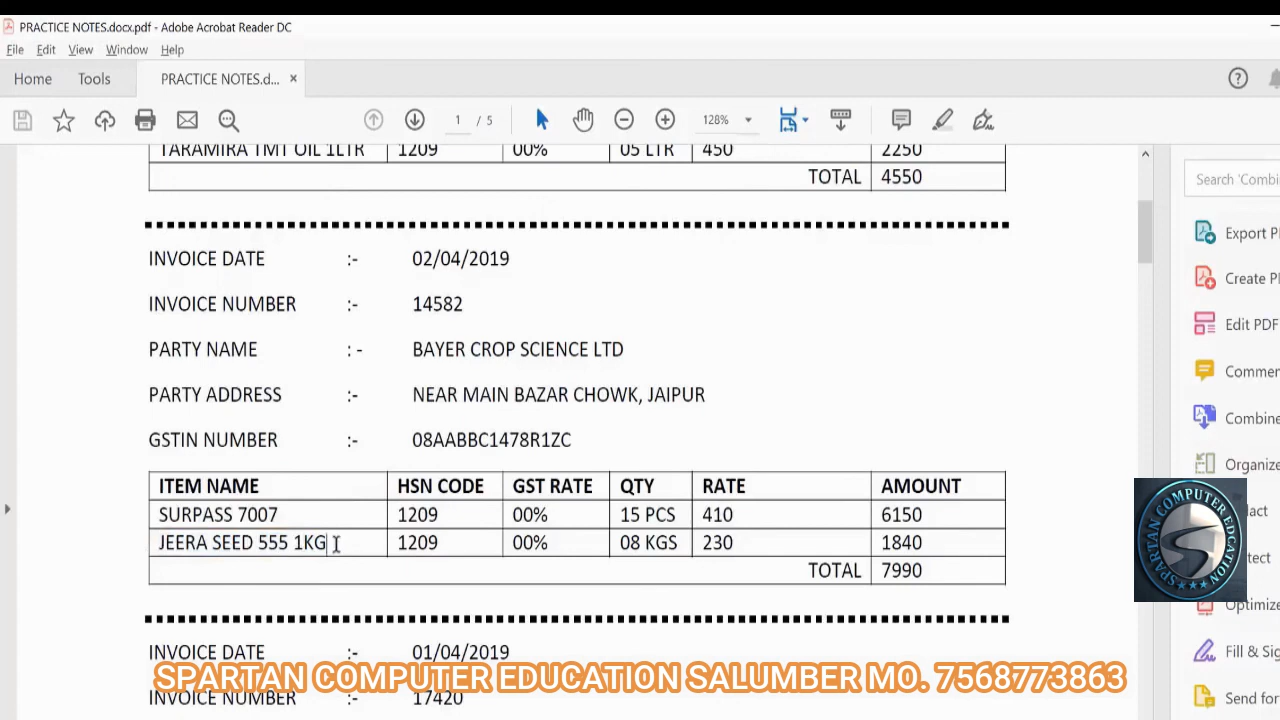 PRACTICE NOTES.docx.pdf - Adobe Acrobat Reader DC
File Edit View Window Help
Home Tools PRACTICE NOTES.d... ×
1 / 5 128%
TARAMIRA TMT OIL 1LTR 1209 00% 05 LTR 450 2250
TOTAL 4550
INVOICE DATE :- 02/04/2019
INVOICE NUMBER :- 14582
PARTY NAME : - BAYER CROP SCIENCE LTD
PARTY ADDRESS :- NEAR MAIN BAZAR CHOWK, JAIPUR
GSTIN NUMBER :- 08AABBC1478R1ZC
ITEM NAME HSN CODE GST RATE QTY RATE AMOUNT
SURPASS 7007 1209 00% 15 PCS 410 6150
JEERA SEED 555 1KG 1209 00% 08 KGS 230 1840
TOTAL 7990
INVOICE DATE :- 01/04/2019
INVOICE NUMBER :- 17420
Search 'Combi
Export P
Create P
Edit PDF
Commer
Combine
Organize
Optimize
Fill & Sig
Send for
SPARTAN COMPUTER EDCATION
SPARTAN COMPUTER EDUCATION SALUMBER MO. 7568773863